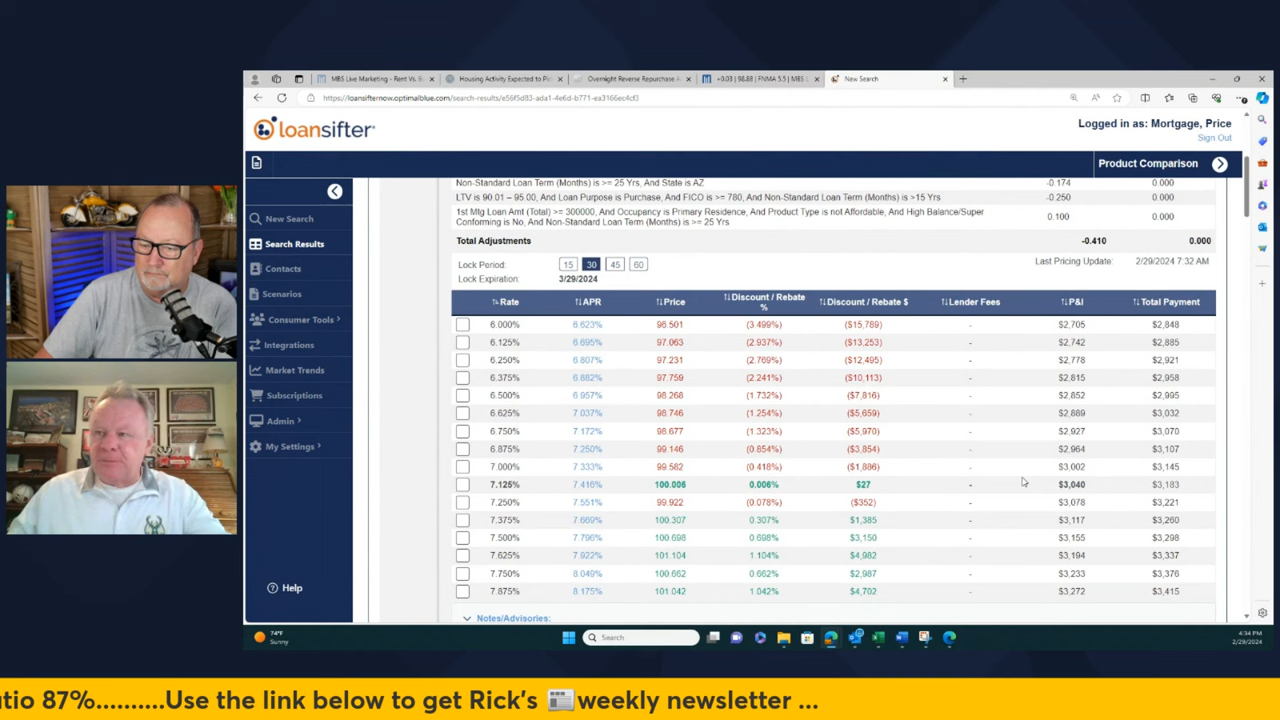 MBS Live Marketing - Rent Vs. B
Housing Activity Expected to Pic
Overnight Reverse Repurchase A
+0.03 | 98.88 | FNMA 5.5 | MBS L
New Search
https://loansifternow.optimalblue.com/search-results/
loansifter
Logged in as: Mortgage, Price
Sign Out
Product Comparison
New Search
Search Results
Contacts
Scenarios
Consumer Tools
Integrations
Market Trends
Subscriptions
Admin
My Settings
Help
Non-Standard Loan Term (Months) is >= 25 Yrs, And State is AZ -0.174 0.000
LTV is 90.01 – 95.00, And Loan Purpose is Purchase, And FICO is >= 780, And Non-Standard Loan Term (Months) is >15 Yrs -0.250 0.000
1st Mtg Loan Amt (Total) >= 300000, And Occupancy is Primary Residence, And Product Type is not Affordable, And High Balance/Super
Conforming is No, And Non-Standard Loan Term (Months) is >= 25 Yrs 0.100 0.000
Total Adjustments -0.410 0.000
Lock Period: 15 30 45 60
Last Pricing Update: 2/29/2024 7:32 AM
Lock Expiration: 3/29/2024
Rate APR Price Discount / Rebate % Discount / Rebate $ Lender Fees P&I Total Payment
6.000% 6.623% 96.501 (3.499%) ($15,789) - $2,705 $2,848
6.125% 6.695% 97.063 (2.937%) ($13,253) - $2,742 $2,885
6.250% 6.807% 97.231 (2.769%) ($12,495) - $2,778 $2,921
6.375% 6.882% 97.759 (2.241%) ($10,113) - $2,815 $2,958
6.500% 6.957% 98.268 (1.732%) ($7,816) - $2,852 $2,995
6.625% 7.037% 98.746 (1.254%) ($5,659) - $2,889 $3,032
6.750% 7.172% 98.677 (1.323%) ($5,970) - $2,927 $3,070
6.875% 7.250% 99.146 (0.854%) ($3,854) - $2,964 $3,107
7.000% 7.333% 99.582 (0.418%) ($1,886) - $3,002 $3,145
7.125% 7.416% 100.006 0.006% $27 - $3,040 $3,183
7.250% 7.551% 99.922 (0.078%) ($352) - $3,078 $3,221
7.375% 7.669% 100.307 0.307% $1,385 - $3,117 $3,260
7.500% 7.796% 100.698 0.698% $3,150 - $3,155 $3,298
7.625% 7.922% 101.104 1.104% $4,982 - $3,194 $3,337
7.750% 8.049% 100.662 0.662% $2,987 - $3,233 $3,376
7.875% 8.175% 101.042 1.042% $4,702 - $3,272 $3,415
Notes/Advisories:
74°F
Sunny
Search
4:34 PM
2/29/2024
atio 87%..........Use the link below to get Rick's 📰weekly newsletter ...